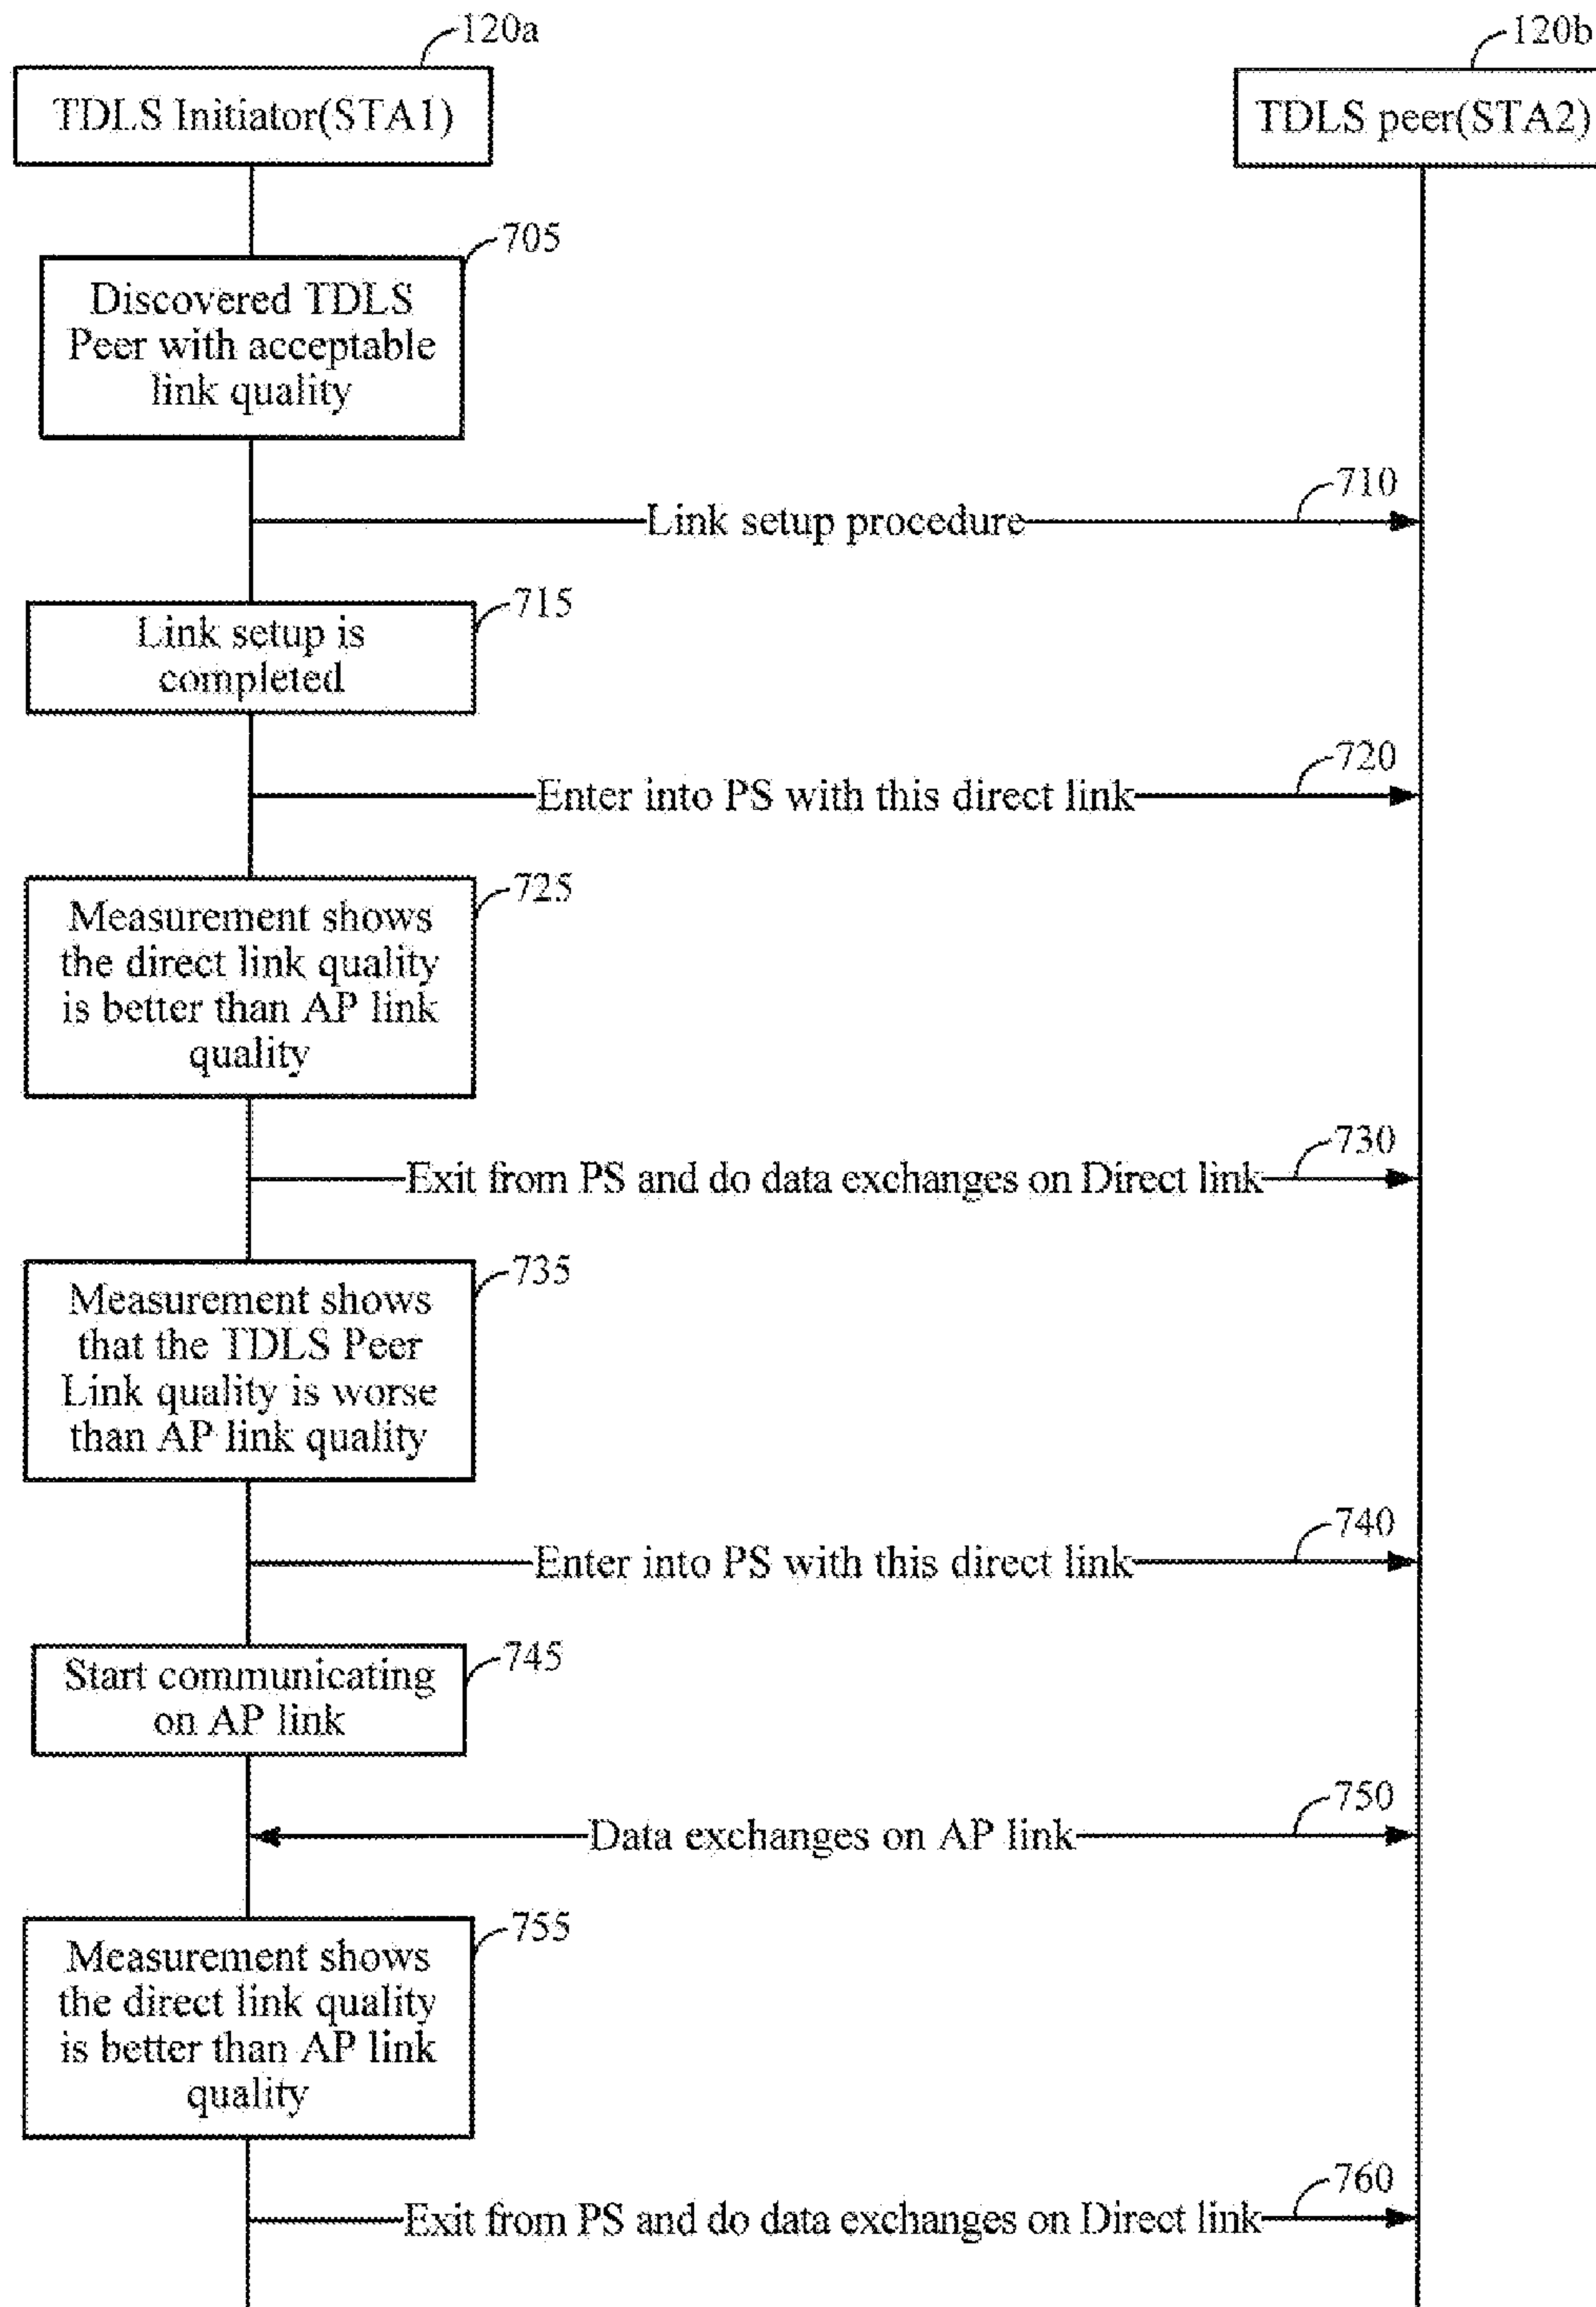 120a
120b
TDLS Initiator(STA1)
TDLS peer(STA2)
705
Discovered TDLS
Peer with acceptable
link quality
710
Link setup procedure
715
Link setup is
completed
720
Enter into PS with this direct link
725
Measurement shows
the direct link quality
is better than AP link
quality
730
Exit from PS and do data exchanges on Direct link
735
Measurement shows
that the TDLS Peer
Link quality is worse
than AP link quality
740
Enter into PS with this direct link
745
Start communicating
on AP link
750
Data exchanges on AP link
755
Measurement shows
the direct link quality
is better than AP link
quality
760
Exit from PS and do data exchanges on Direct link